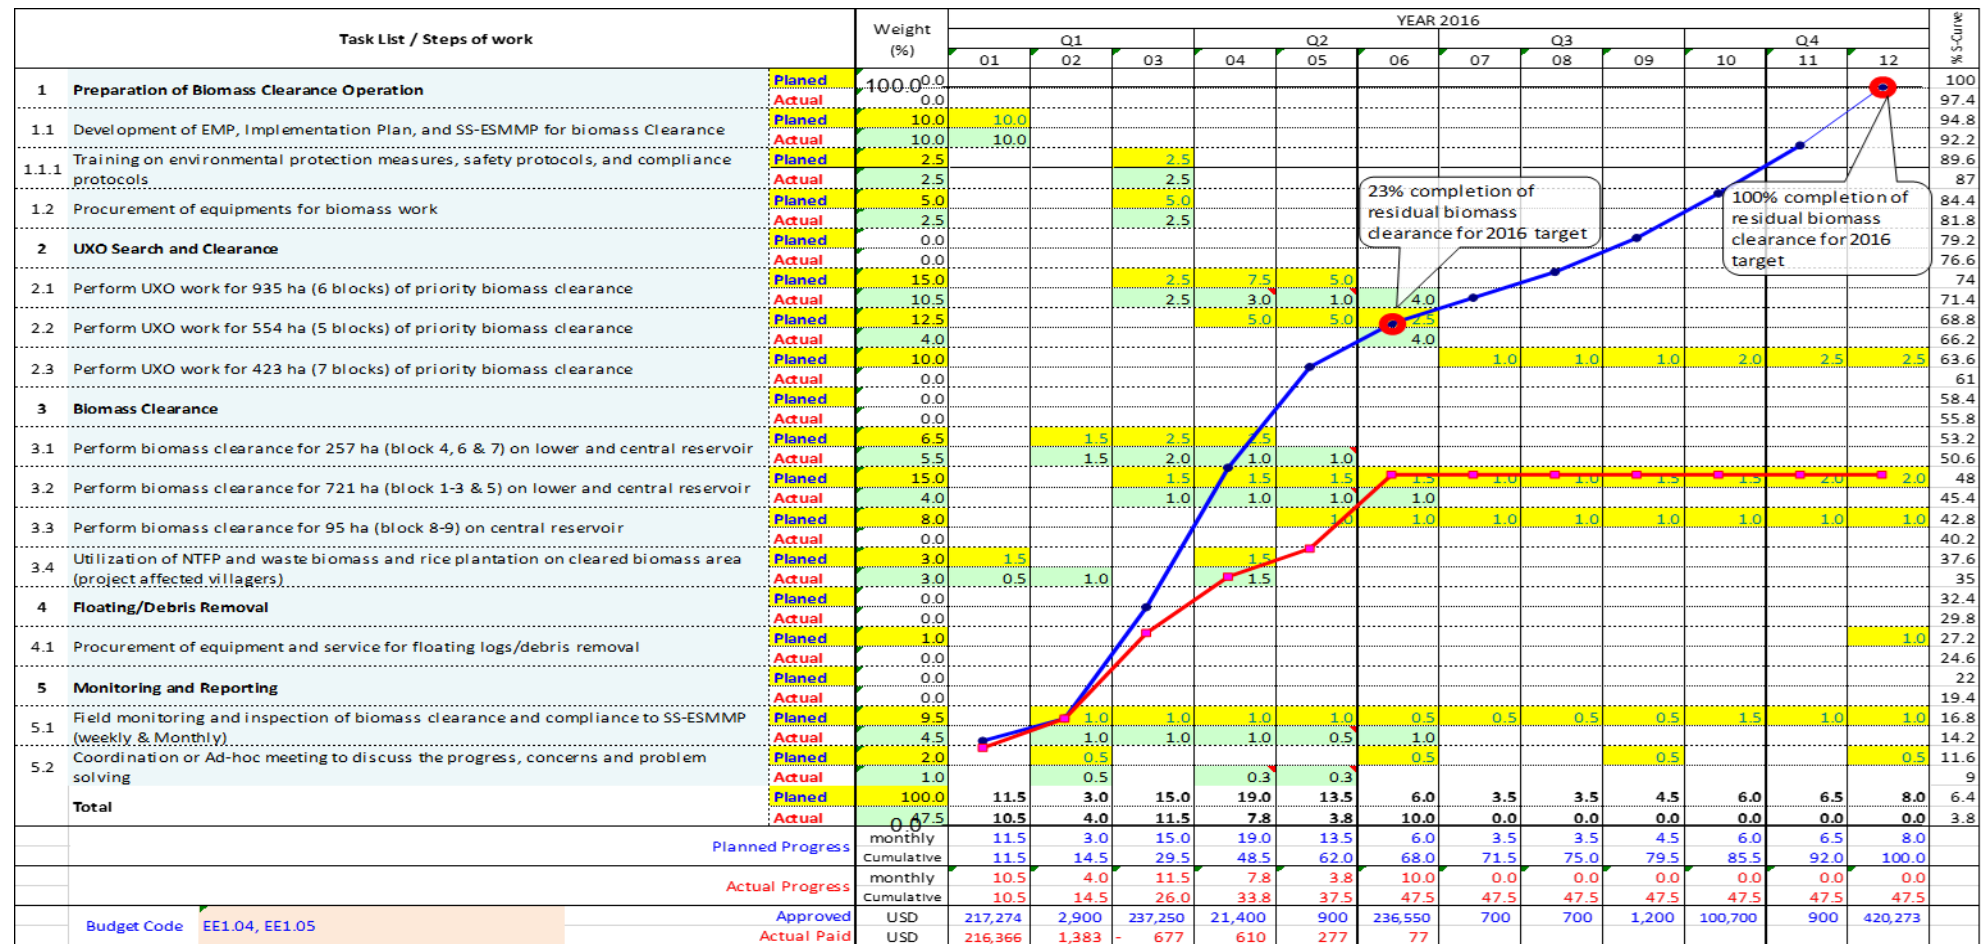 Task List / Steps of work Weight (%) YEAR 2016 % S-Curve
Q1 Q2 Q3 Q4
01 02 03 04 05 06 07 08 09 10 11 12
1 Preparation of Biomass Clearance Operation Planed 100.0 0.0 100
Actual 0.0 97.4
1.1 Development of EMP, Implementation Plan, and SS-ESMMP for biomass Clearance Planed 10.0 10.0 94.8
Actual 10.0 10.0 92.2
1.1.1 Training on environmental protection measures, safety protocols, and compliance protocols Planed 2.5 2.5 89.6
Actual 2.5 2.5 87
1.2 Procurement of equipments for biomass work Planed 5.0 5.0 84.4
Actual 2.5 2.5 81.8
23% completion of residual biomass clearance for 2016 target
100% completion of residual biomass clearance for 2016 target
2 UXO Search and Clearance Planed 0.0 79.2
Actual 0.0 76.6
2.1 Perform UXO work for 935 ha (6 blocks) of priority biomass clearance Planed 15.0 2.5 7.5 5.0 74
Actual 10.5 2.5 3.0 1.0 4.0 71.4
2.2 Perform UXO work for 554 ha (5 blocks) of priority biomass clearance Planed 12.5 5.0 5.0 2.5 68.8
Actual 4.0 4.0 66.2
2.3 Perform UXO work for 423 ha (7 blocks) of priority biomass clearance Planed 10.0 1.0 1.0 1.0 2.0 2.5 2.5 63.6
Actual 0.0 61
3 Biomass Clearance Planed 0.0 58.4
Actual 0.0 55.8
3.1 Perform biomass clearance for 257 ha (block 4, 6 & 7) on lower and central reservoir Planed 6.5 1.5 2.5 2.5 53.2
Actual 5.5 1.5 2.0 1.0 1.0 50.6
3.2 Perform biomass clearance for 721 ha (block 1-3 & 5) on lower and central reservoir Planed 15.0 1.5 1.5 1.5 1.5 1.0 1.0 1.5 1.5 2.0 2.0 48
Actual 4.0 1.0 1.0 1.0 1.0 45.4
3.3 Perform biomass clearance for 95 ha (block 8-9) on central reservoir Planed 8.0 1.0 1.0 1.0 1.0 1.0 1.0 1.0 1.0 42.8
Actual 0.0 40.2
3.4 Utilization of NTFP and waste biomass and rice plantation on cleared biomass area (project affected villagers) Planed 3.0 1.5 1.5 37.6
Actual 3.0 0.5 1.0 1.5 35
4 Floating/Debris Removal Planed 0.0 32.4
Actual 0.0 29.8
4.1 Procurement of equipment and service for floating logs/debris removal Planed 1.0 1.0 27.2
Actual 0.0 24.6
5 Monitoring and Reporting Planed 0.0 22
Actual 0.0 19.4
5.1 Field monitoring and inspection of biomass clearance and compliance to SS-ESMMP (weekly & Monthly) Planed 9.5 1.0 1.0 1.0 1.0 0.5 0.5 0.5 0.5 1.5 1.0 1.0 16.8
Actual 4.5 1.0 1.0 1.0 0.5 1.0 14.2
5.2 Coordination or Ad-hoc meeting to discuss the progress, concerns and problem solving Planed 2.0 0.5 0.5 0.5 0.5 11.6
Actual 1.0 0.5 0.3 0.3 9
Total Planed 100.0 11.5 3.0 15.0 19.0 13.5 6.0 3.5 3.5 4.5 6.0 6.5 8.0 6.4
Actual 47.5 10.5 4.0 11.5 7.8 3.8 10.0 0.0 0.0 0.0 0.0 0.0 0.0 3.8
0.0
Planned Progress monthly 11.5 3.0 15.0 19.0 13.5 6.0 3.5 3.5 4.5 6.0 6.5 8.0
Cumulative 11.5 14.5 29.5 48.5 62.0 68.0 71.5 75.0 79.5 85.5 92.0 100.0
Actual Progress monthly 10.5 4.0 11.5 7.8 3.8 10.0 0.0 0.0 0.0 0.0 0.0 0.0
Cumulative 10.5 14.5 26.0 33.8 37.5 47.5 47.5 47.5 47.5 47.5 47.5 47.5
Budget Code EE1.04, EE1.05 Approved USD 217,274 2,900 237,250 21,400 900 236,550 700 700 1,200 100,700 900 420,273
Actual Paid USD 216,366 1,383 - 677 610 277 77